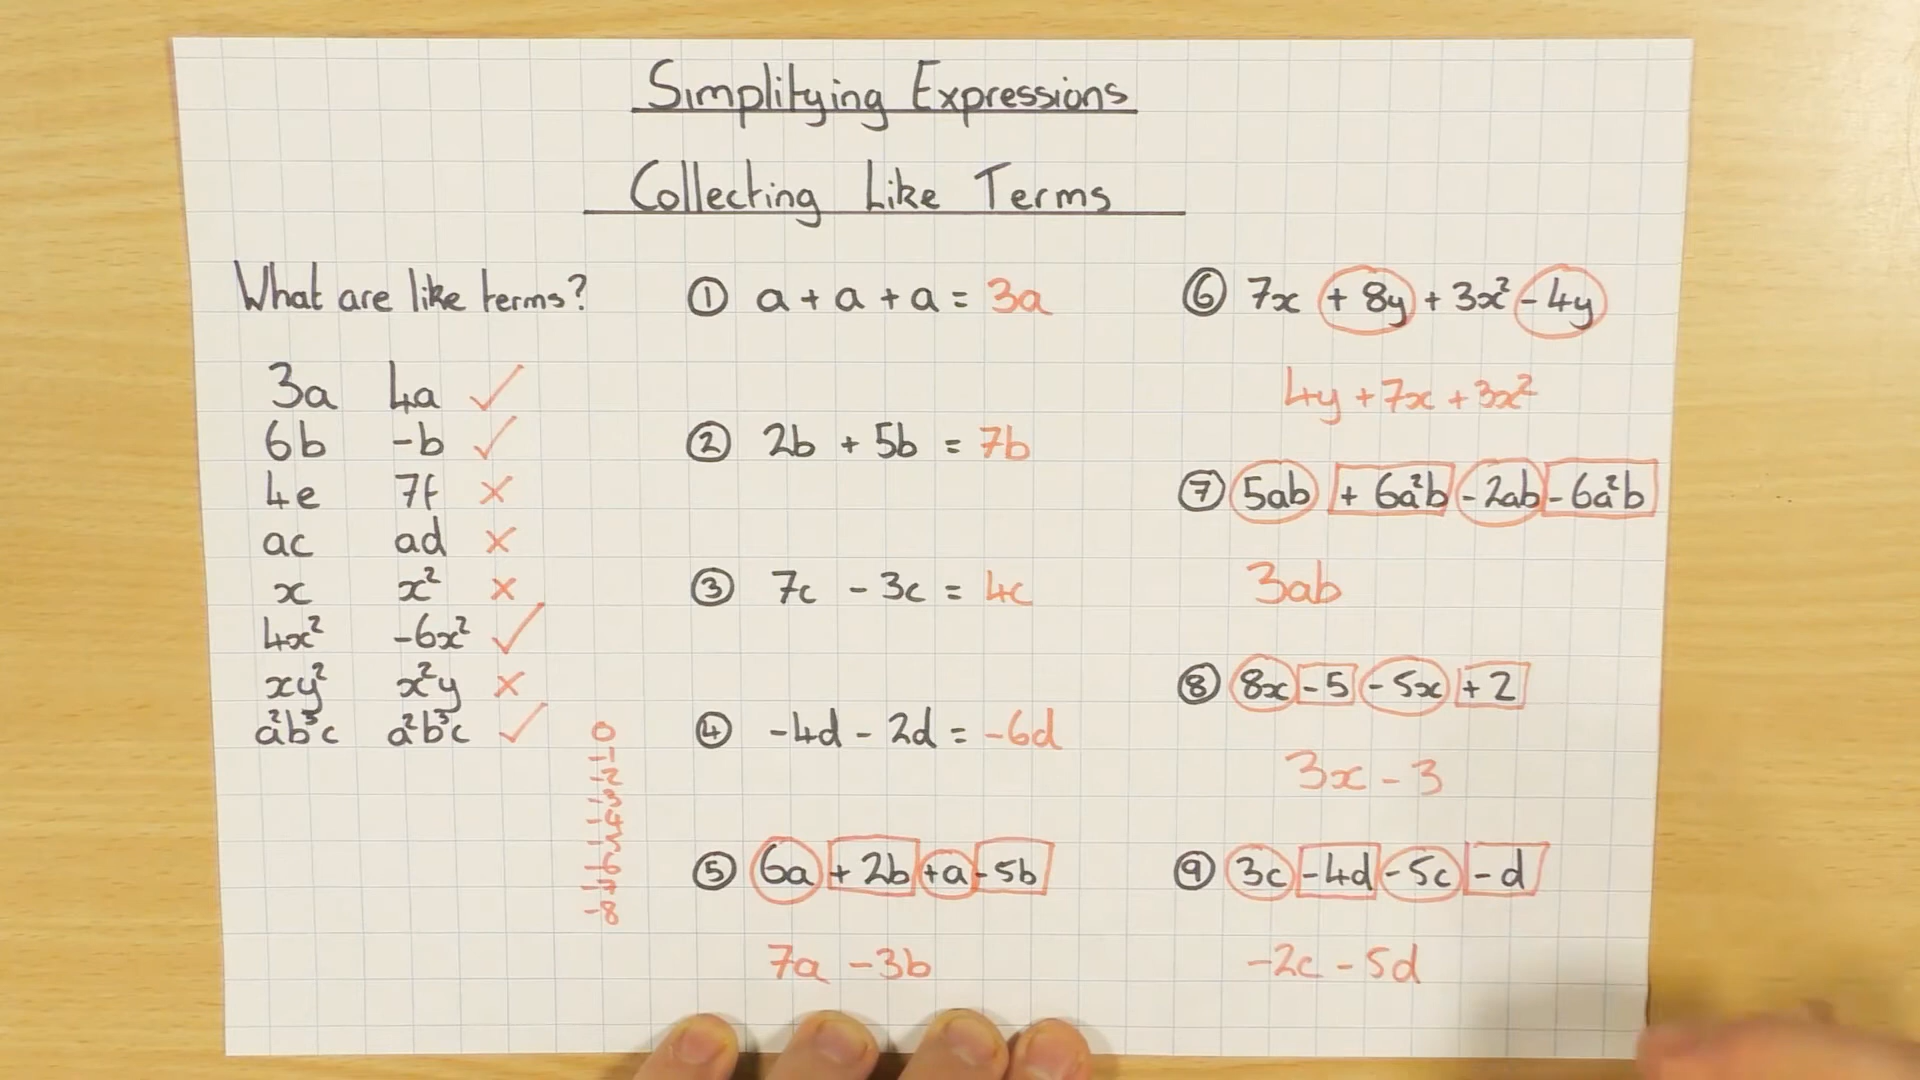 Simplifying Expressions
Collecting Like Terms
What are like terms?
3a 4a ✓
6b -b ✓
4e 7f ×
ac ad ×
x x² ×
4x² -6x² ✓
xy² x²y ×
a²b³c a²b³c ✓
0
-1
-2
-3
-4
-5
-6
-7
-8
① a + a + a = 3a
② 2b + 5b = 7b
③ 7c - 3c = 4c
④ -4d - 2d = -6d
⑤ 6a + 2b + a - 5b
7a - 3b
⑥ 7x + 8y + 3x² - 4y
4y + 7x + 3x²
⑦ 5ab + 6a²b - 2ab - 6a²b
3ab
⑧ 8x - 5 - 5x + 2
3x - 3
⑨ 3c - 4d - 5c - d
-2c - 5d